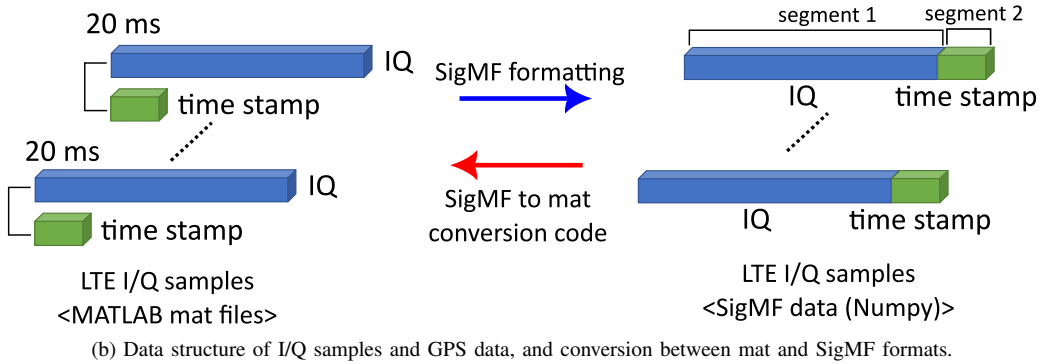 20 ms
IQ
time stamp
20 ms
IQ
time stamp
LTE I/Q samples
<MATLAB mat files>
SigMF formatting
SigMF to mat
conversion code
segment 1
segment 2
IQ
time stamp
IQ
time stamp
LTE I/Q samples
<SigMF data (Numpy)>
(b) Data structure of I/Q samples and GPS data, and conversion between mat and SigMF formats.